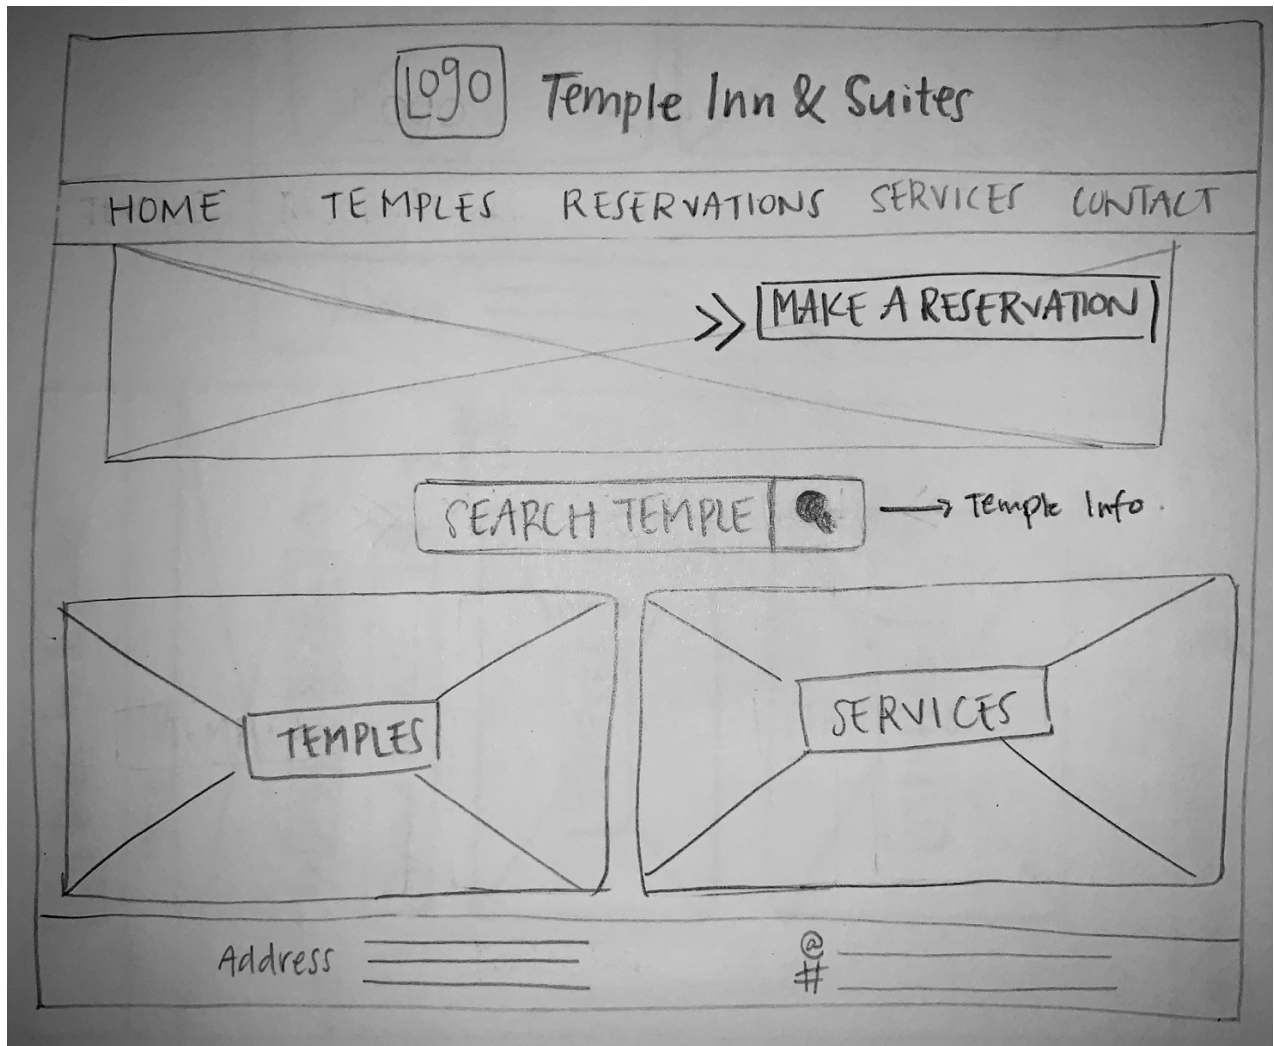 Logo Temple Inn & Suites
HOME TEMPLES RESERVATIONS SERVICES CONTACT
>> MAKE A RESERVATION
SEARCH TEMPLE → Temple Info
TEMPLES
SERVICES
Address @
#